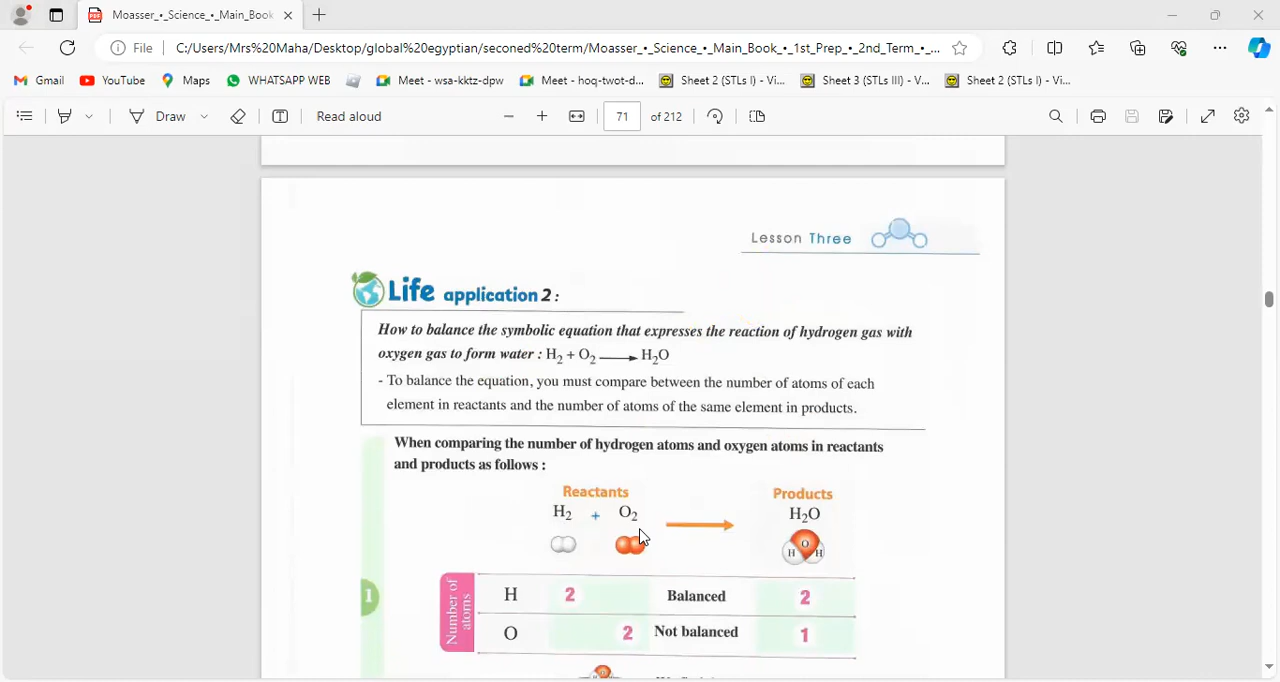 Moasser_•_Science_•_Main_Book
File
C:/Users/Mrs%20Maha/Desktop/global%20egyptian/seconed%20term/Moasser_•_Science_•_Main_Book_•_1st_Prep_•_2nd_Term_•_...
Gmail YouTube Maps WHATSAPP WEB Meet - wsa-kktz-dpw Meet - hoq-twot-d... Sheet 2 (STLs I) - Vi... Sheet 3 (STLs III) - V... Sheet 2 (STLs I) - Vi...
Draw Read aloud 71 of 212
Lesson Three
Life application 2 :
How to balance the symbolic equation that expresses the reaction of hydrogen gas with
oxygen gas to form water : H₂ + O₂ ⟶ H₂O
- To balance the equation, you must compare between the number of atoms of each
element in reactants and the number of atoms of the same element in products.
When comparing the number of hydrogen atoms and oxygen atoms in reactants
and products as follows :
Reactants Products
H₂ + O₂ H₂O
H O H
1
Number of atoms
H 2 Balanced 2
O 2 Not balanced 1